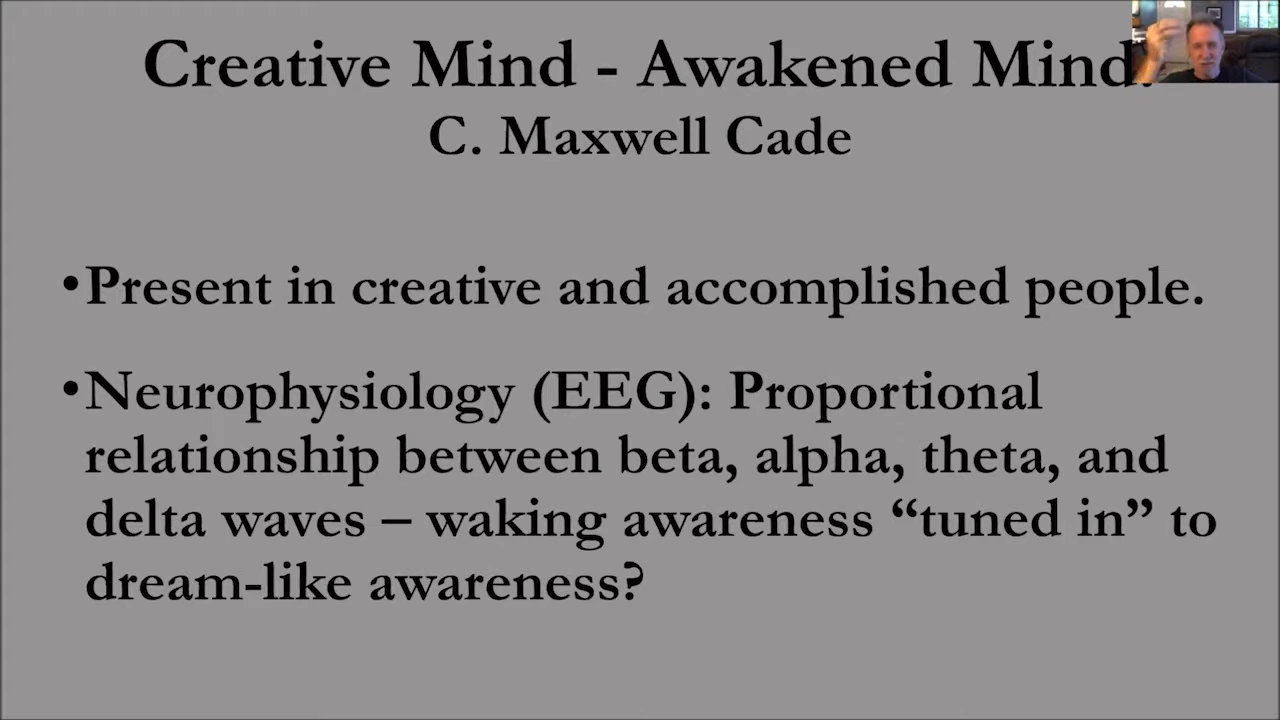 Creative Mind - Awakened Mind.
C. Maxwell Cade
•Present in creative and accomplished people.
•Neurophysiology (EEG): Proportional
relationship between beta, alpha, theta, and
delta waves – waking awareness “tuned in” to
dream-like awareness?